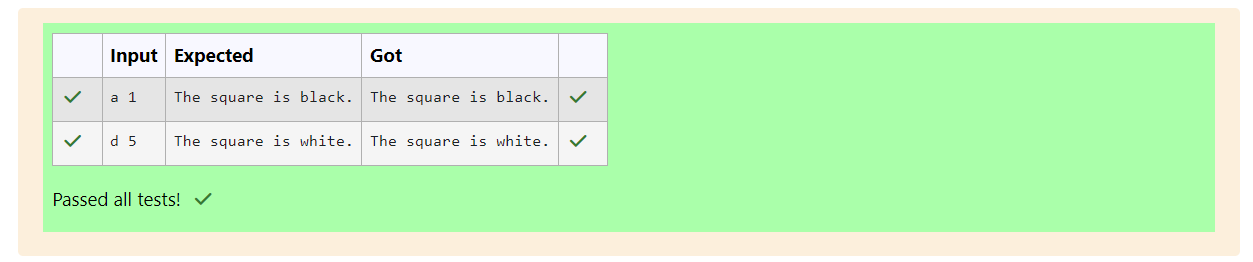 Input Expected Got
a 1 The square is black. The square is black.
d 5 The square is white. The square is white.
Passed all tests!